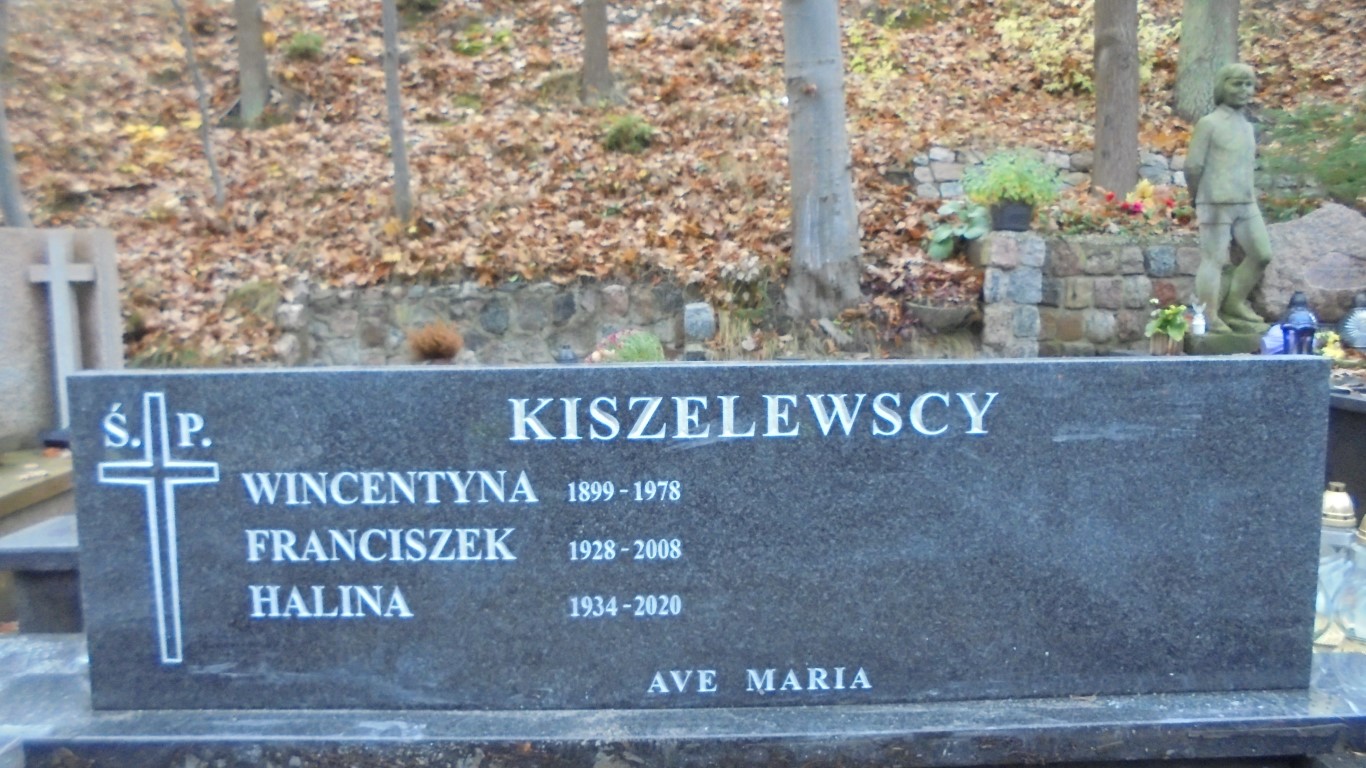 Ś. P.
KISZELEWSCY
WINCENTYNA 1899 - 1978
FRANCISZEK 1928 - 2008
HALINA 1934 - 2020
AVE MARIA